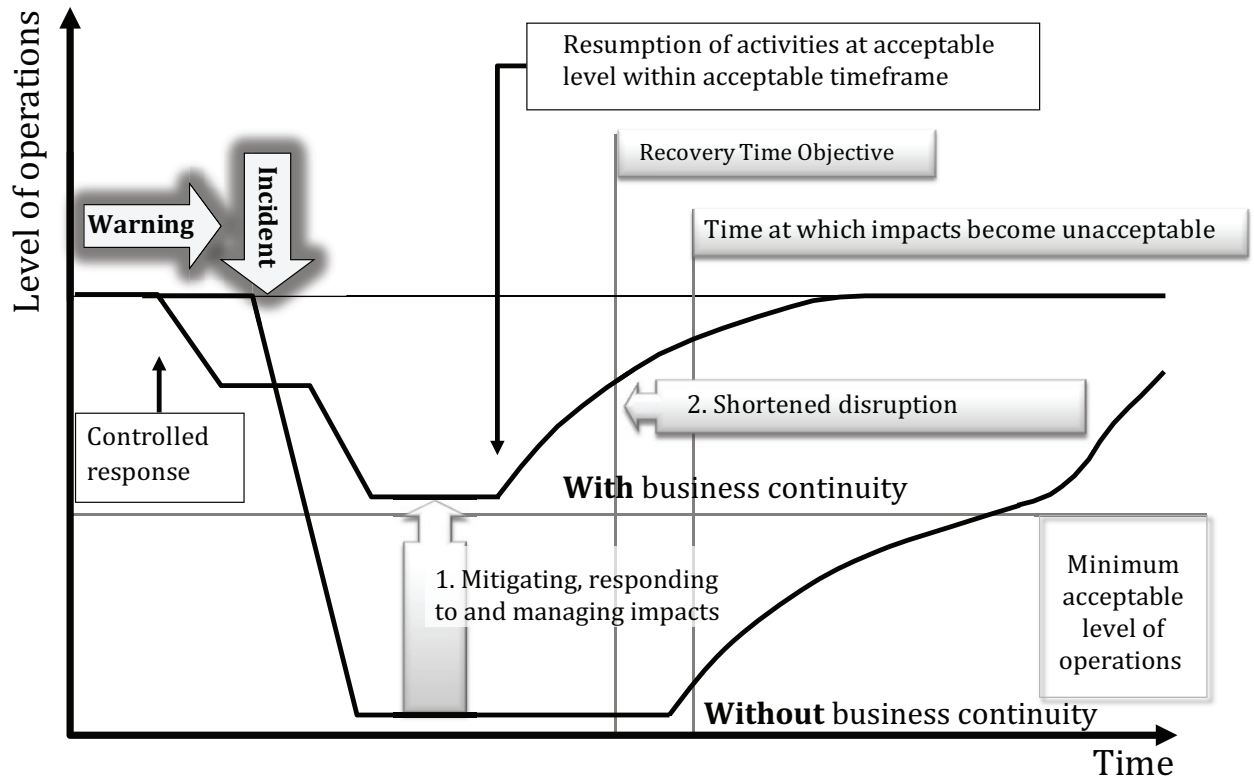 Level of operations
Resumption of activities at acceptable
level within acceptable timeframe
Recovery Time Objective
Warning
Incident
Time at which impacts become unacceptable
2. Shortened disruption
Controlled
response
With business continuity
1. Mitigating, responding
to and managing impacts
Minimum
acceptable
level of
operations
Without business continuity
Time